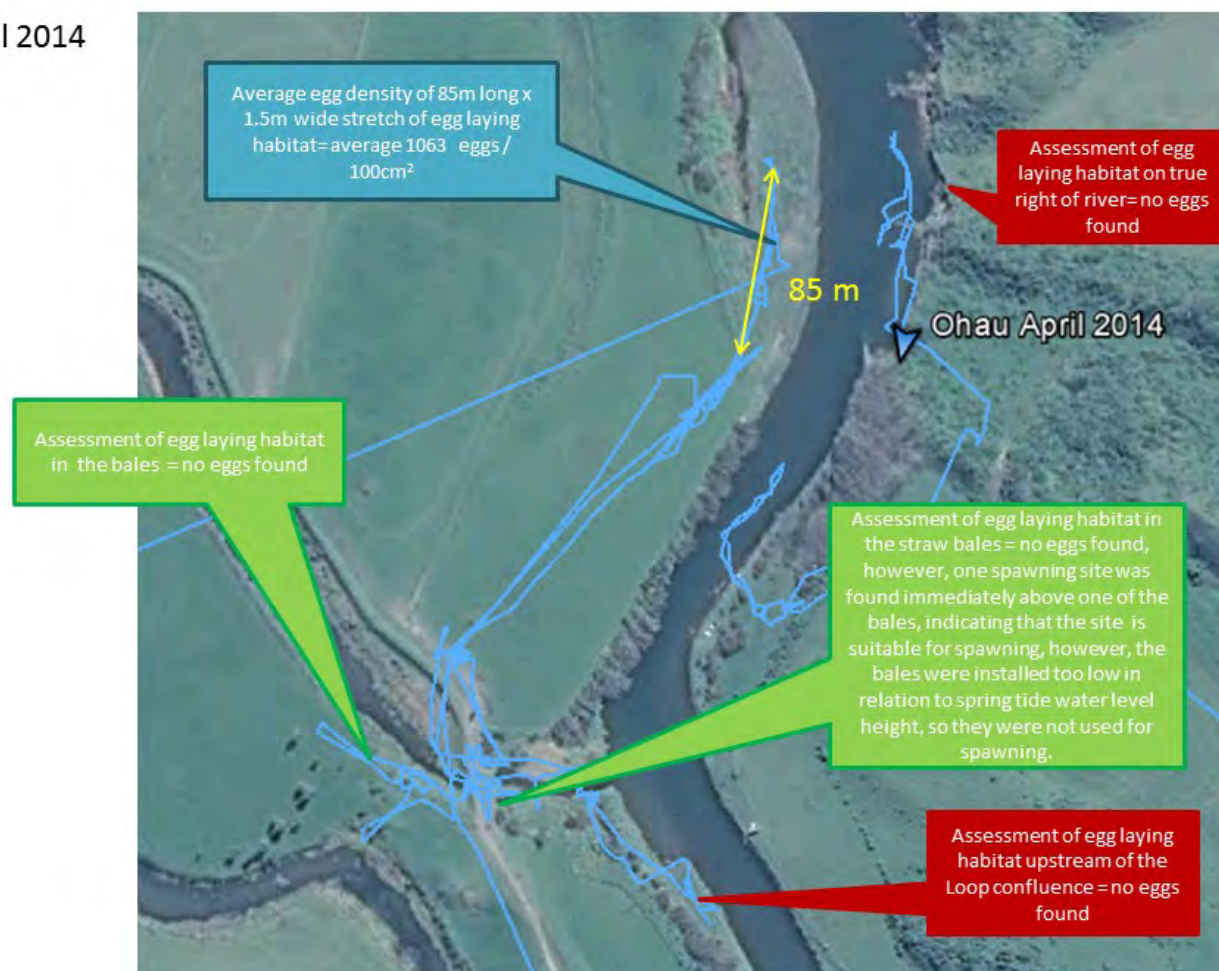 l 2014
Average egg density of 85m long x
1.5m wide stretch of egg laying
habitat= average 1063 eggs /
100cm²
Assessment of egg
laying habitat on true
right of river= no eggs
found
85 m
Ohau April 2014
Assessment of egg laying habitat
in the bales = no eggs found
Assessment of egg laying habitat in
the straw bales = no eggs found,
however, one spawning site was
found immediately above one of the
bales, indicating that the site is
suitable for spawning, however, the
bales were installed too low in
relation to spring tide water level
height, so they were not used for
spawning.
Assessment of egg laying
habitat upstream of the
Loop confluence = no eggs
found